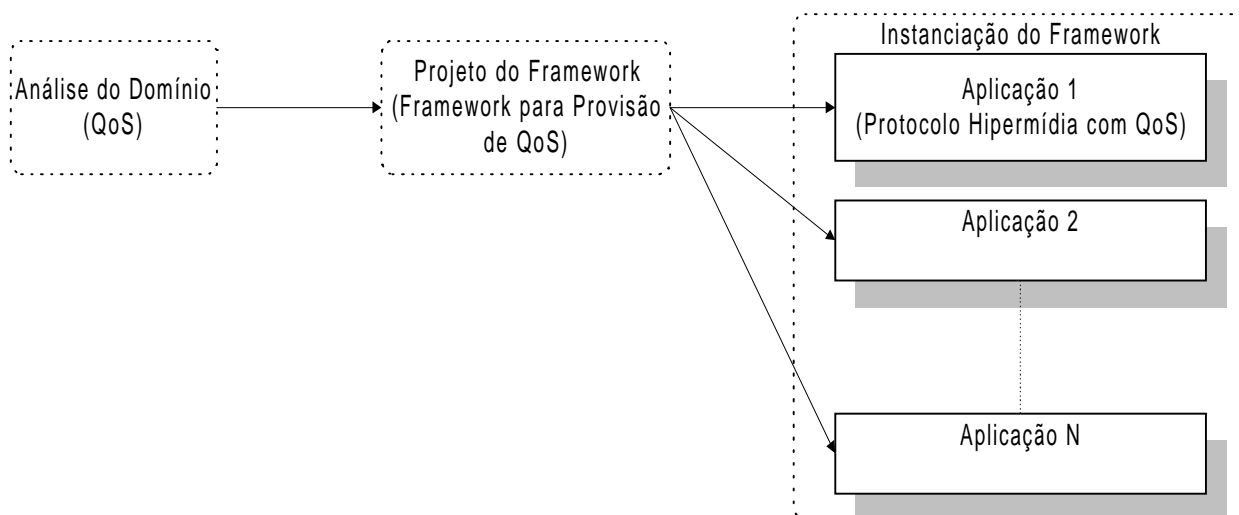 Análise do Domínio
(QoS)
Projeto do Framework
(Framework para Provisão
de QoS)
Instanciação do Framework
Aplicação 1
(Protocolo Hipermídia com QoS)
Aplicação 2
Aplicação N